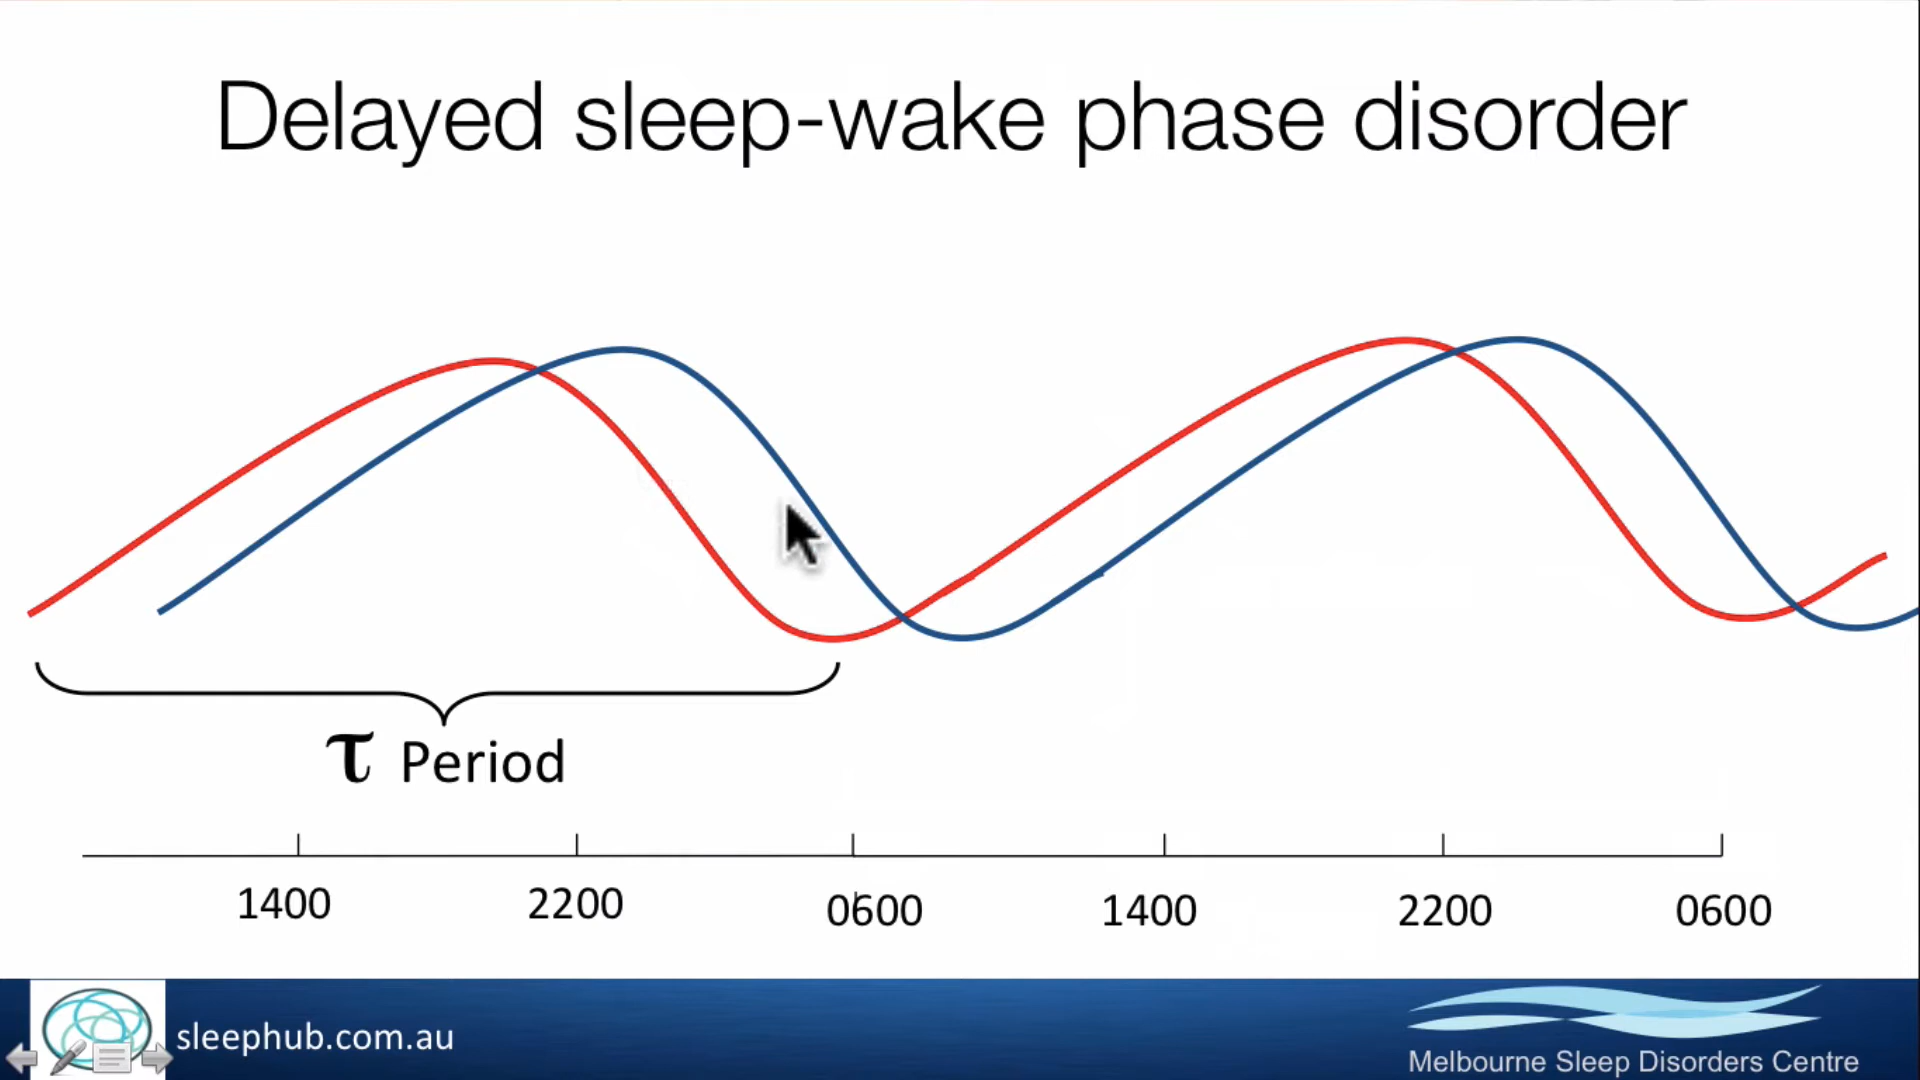 Delayed sleep-wake phase disorder
τ Period
1400 2200 0600 1400 2200 0600
sleephub.com.au
Melbourne Sleep Disorders Centre